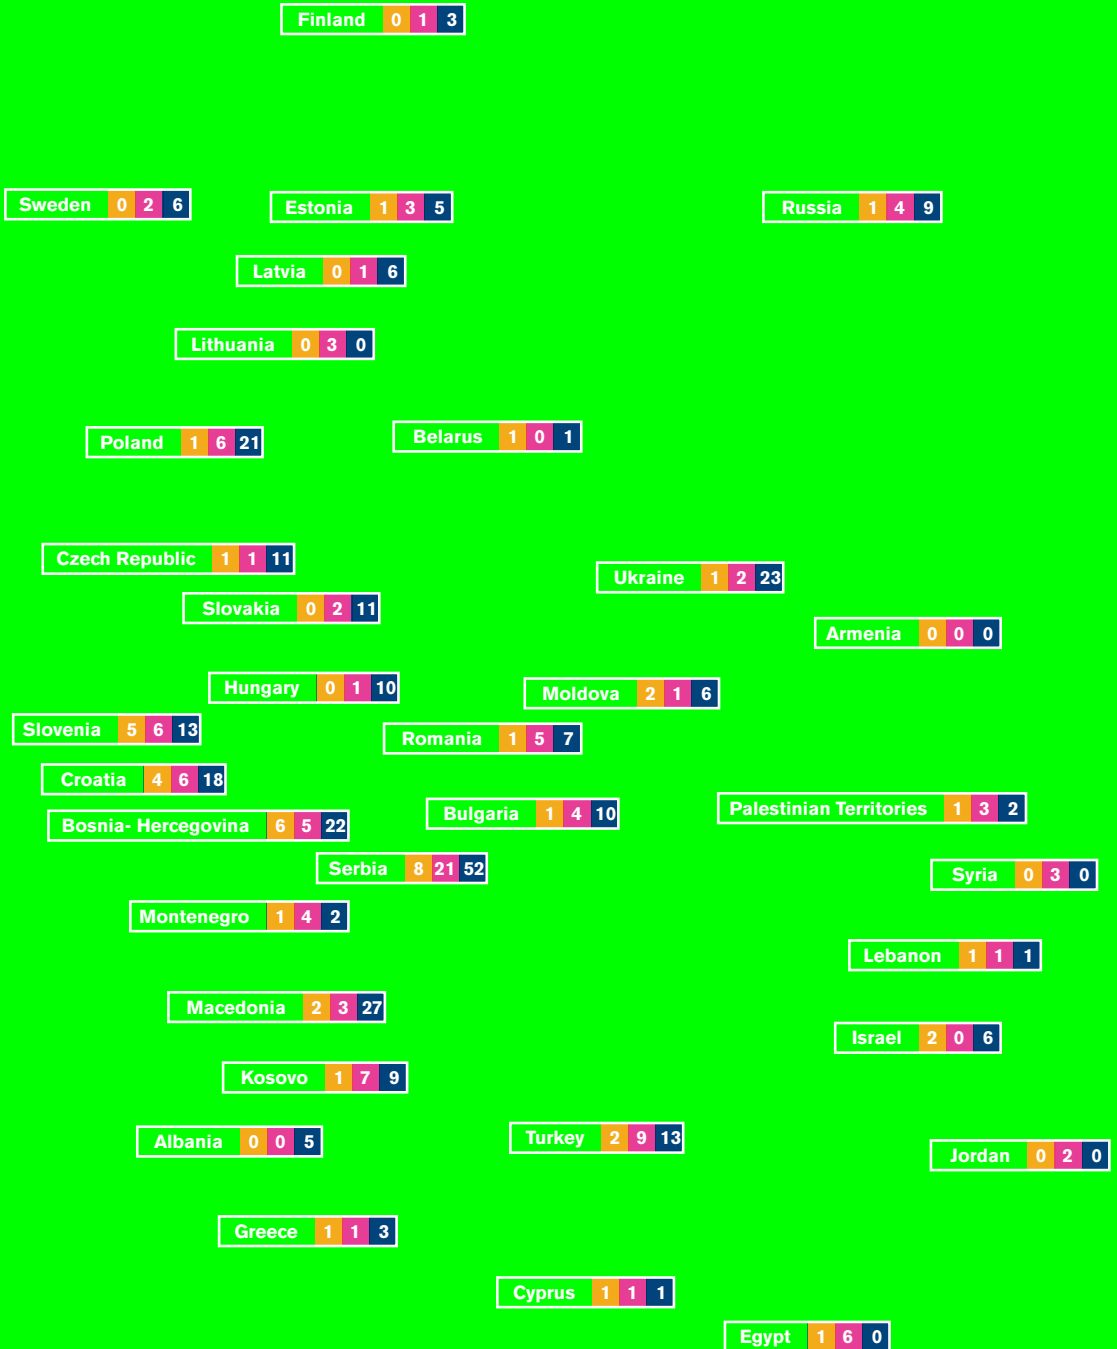 Finland 0 1 3
Sweden 0 2 6
Estonia 1 3 5
Russia 1 4 9
Latvia 0 1 6
Lithuania 0 3 0
Poland 1 6 21
Belarus 1 0 1
Czech Republic 1 1 11
Ukraine 1 2 23
Slovakia 0 2 11
Armenia 0 0 0
Hungary 0 1 10
Moldova 2 1 6
Slovenia 5 6 13
Romania 1 5 7
Croatia 4 6 18
Bosnia- Hercegovina 6 5 22
Bulgaria 1 4 10
Palestinian Territories 1 3 2
Serbia 8 21 52
Syria 0 3 0
Montenegro 1 4 2
Lebanon 1 1 1
Macedonia 2 3 27
Israel 2 0 6
Kosovo 1 7 9
Albania 0 0 5
Turkey 2 9 13
Jordan 0 2 0
Greece 1 1 3
Cyprus 1 1 1
Egypt 1 6 0